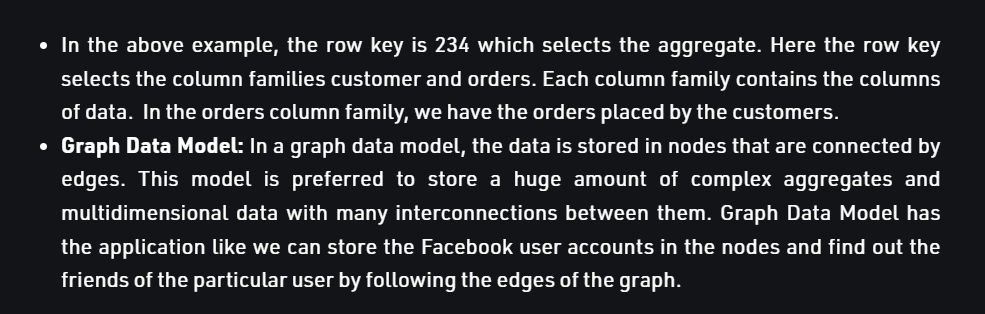 • In the above example, the row key is 234 which selects the aggregate. Here the row key
selects the column families customer and orders. Each column family contains the columns
of data. In the orders column family, we have the orders placed by the customers.
• Graph Data Model: In a graph data model, the data is stored in nodes that are connected by
edges. This model is preferred to store a huge amount of complex aggregates and
multidimensional data with many interconnections between them. Graph Data Model has
the application like we can store the Facebook user accounts in the nodes and find out the
friends of the particular user by following the edges of the graph.